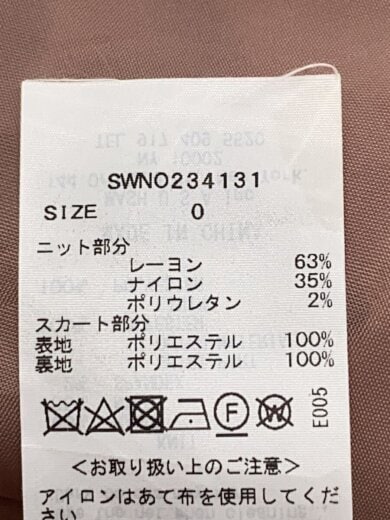 SWNO234131
SIZE 0
ニット部分
レーヨン 63%
ナイロン 35%
ポリウレタン 2%
スカート部分
表地 ポリエステル 100%
裏地 ポリエステル 100%
F W E005
<お取り扱い上のご注意>
アイロンはあて布を使用してくだ
さい